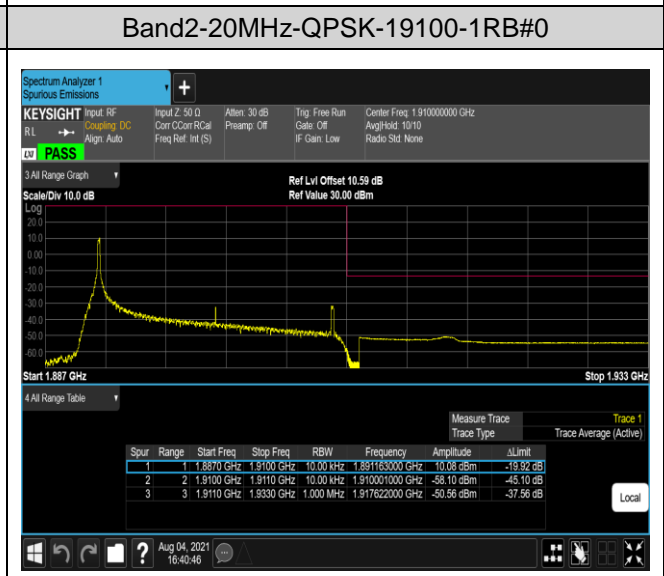 Band2-20MHz-QPSK-19100-1RB#0
Spectrum Analyzer 1
Spurious Emissions
+
KEYSIGHT Input: RF Input Z: 50 Ω Atten: 30 dB Trig: Free Run Center Freq: 1.910000000 GHz
RL Coupling: DC Corr CCorr RCal Preamp: Off Gate: Off Avg|Hold: 10/10
Align: Auto Freq Ref: Int (S) IF Gain: Low Radio Std: None
LXI PASS
3 All Range Graph
Ref Lvl Offset 10.59 dB
Scale/Div 10.0 dB Ref Value 30.00 dBm
Log
20.0
10.0
0.00
-10.0
-20.0
-30.0
-40.0
-50.0
-60.0
Start 1.887 GHz Stop 1.933 GHz
4 All Range Table
Measure Trace Trace 1
Trace Type Trace Average (Active)
Spur Range Start Freq Stop Freq RBW Frequency Amplitude ΔLimit
1 1 1.8870 GHz 1.9100 GHz 10.00 kHz 1.891163000 GHz 10.08 dBm -19.92 dB
2 2 1.9100 GHz 1.9110 GHz 10.00 kHz 1.910001000 GHz -58.10 dBm -45.10 dB
3 3 1.9110 GHz 1.9330 GHz 1.000 MHz 1.917622000 GHz -50.56 dBm -37.56 dB
Local
? Aug 04, 2021
16:40:46